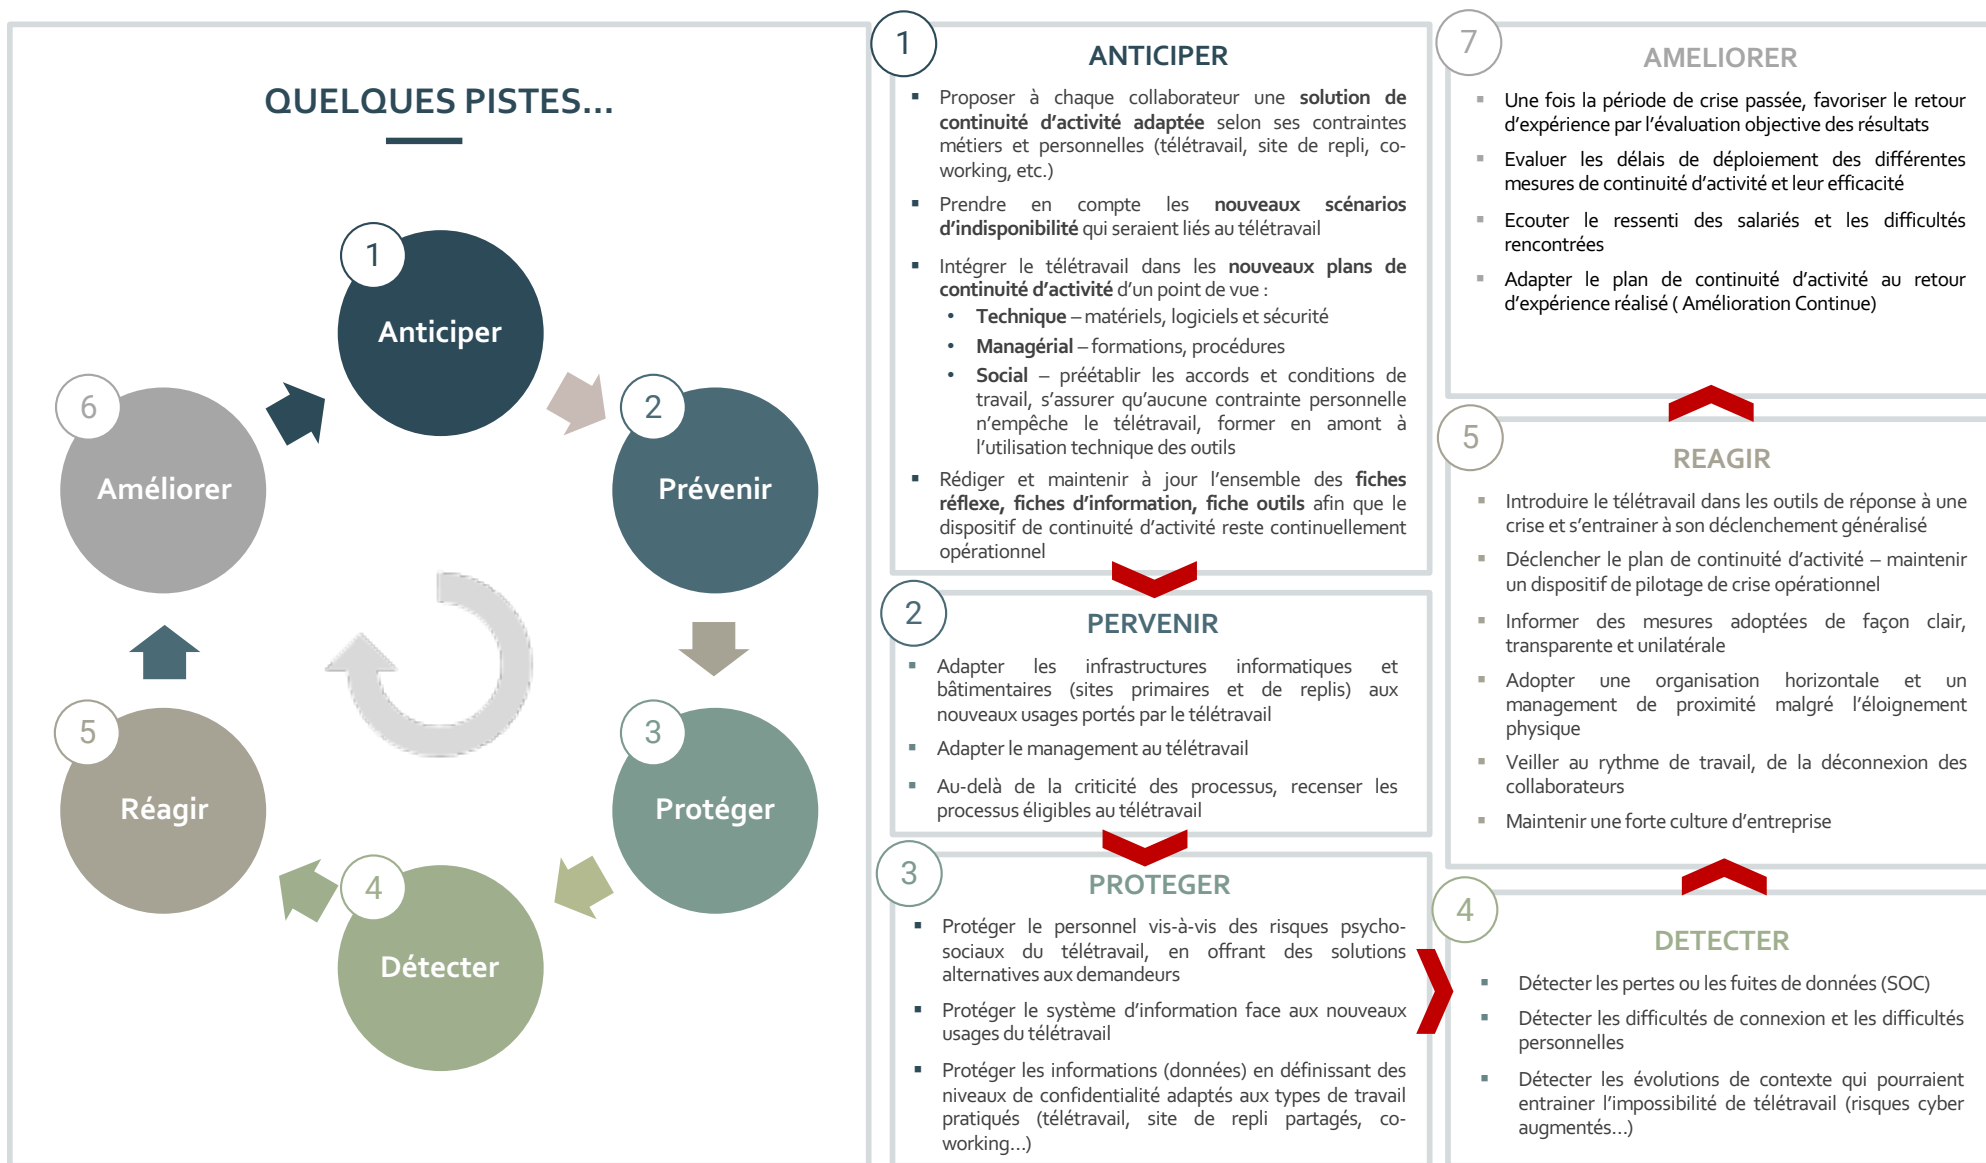 QUELQUES PISTES...
1
Anticiper
2
Prévenir
3
Protéger
4
Détecter
5
Réagir
6
Améliorer
1
ANTICIPER
▪ Proposer à chaque collaborateur une solution de
continuité d'activité adaptée selon ses contraintes
métiers et personnelles (télétravail, site de repli, co-
working, etc.)
▪ Prendre en compte les nouveaux scénarios
d'indisponibilité qui seraient liés au télétravail
▪ Intégrer le télétravail dans les nouveaux plans de
continuité d'activité d'un point de vue :
• Technique – matériels, logiciels et sécurité
• Managérial – formations, procédures
• Social – préétablir les accords et conditions de
travail, s'assurer qu'aucune contrainte personnelle
n'empêche le télétravail, former en amont à
l'utilisation technique des outils
▪ Rédiger et maintenir à jour l'ensemble des fiches
réflexe, fiches d'information, fiche outils afin que le
dispositif de continuité d'activité reste continuellement
opérationnel
2
PERVENIR
▪ Adapter les infrastructures informatiques et
bâtimentaires (sites primaires et de replis) aux
nouveaux usages portés par le télétravail
▪ Adapter le management au télétravail
▪ Au-delà de la criticité des processus, recenser les
processus éligibles au télétravail
3
PROTEGER
▪ Protéger le personnel vis-à-vis des risques psycho-
sociaux du télétravail, en offrant des solutions
alternatives aux demandeurs
▪ Protéger le système d'information face aux nouveaux
usages du télétravail
▪ Protéger les informations (données) en définissant des
niveaux de confidentialité adaptés aux types de travail
pratiqués (télétravail, site de repli partagés, co-
working...)
4
DETECTER
▪ Détecter les pertes ou les fuites de données (SOC)
▪ Détecter les difficultés de connexion et les difficultés
personnelles
▪ Détecter les évolutions de contexte qui pourraient
entrainer l'impossibilité de télétravail (risques cyber
augmentés...)
5
REAGIR
▪ Introduire le télétravail dans les outils de réponse à une
crise et s'entrainer à son déclenchement généralisé
▪ Déclencher le plan de continuité d'activité – maintenir
un dispositif de pilotage de crise opérationnel
▪ Informer des mesures adoptées de façon clair,
transparente et unilatérale
▪ Adopter une organisation horizontale et un
management de proximité malgré l'éloignement
physique
▪ Veiller au rythme de travail, de la déconnexion des
collaborateurs
▪ Maintenir une forte culture d'entreprise
7
AMELIORER
▪ Une fois la période de crise passée, favoriser le retour
d'expérience par l'évaluation objective des résultats
▪ Evaluer les délais de déploiement des différentes
mesures de continuité d'activité et leur efficacité
▪ Ecouter le ressenti des salariés et les difficultés
rencontrées
▪ Adapter le plan de continuité d'activité au retour
d'expérience réalisé ( Amélioration Continue)